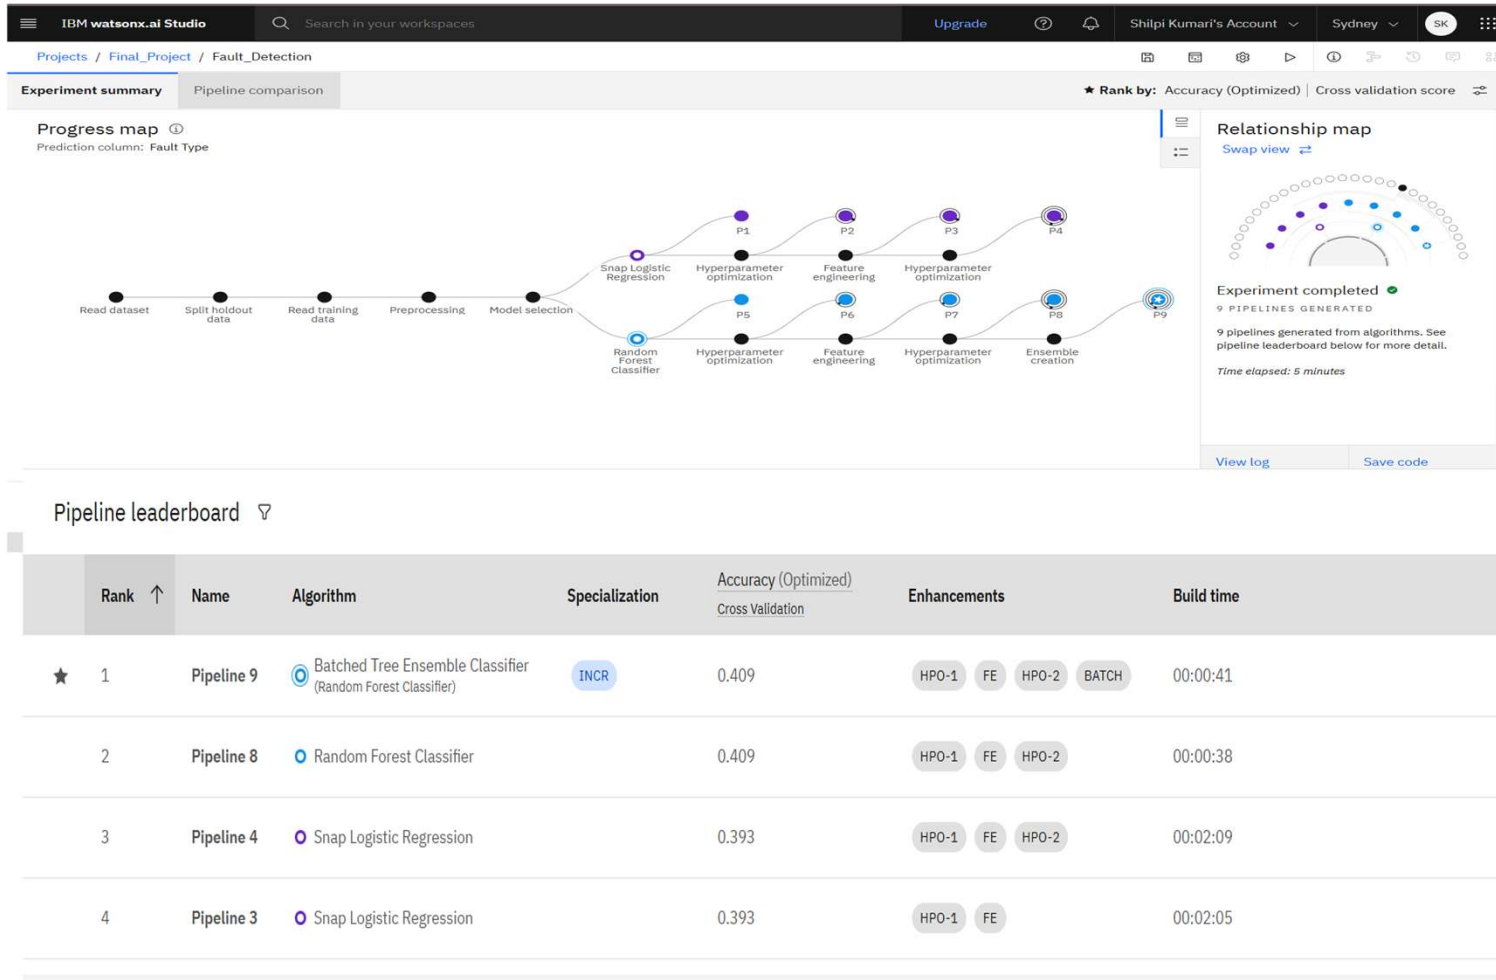 IBM watsonx.ai Studio
Search in your workspaces
Upgrade
Shilpi Kumari's Account
Sydney
SK
Projects / Final_Project / Fault_Detection
Experiment summary
Pipeline comparison
Rank by: Accuracy (Optimized) | Cross validation score
Progress map
Prediction column: Fault Type
P1
P2
P3
P4
Snap Logistic
Regression
Hyperparameter
optimization
Feature
engineering
Hyperparameter
optimization
Read dataset
Split holdout
data
Read training
data
Preprocessing
Model selection
P5
P6
P7
P8
P9
Random
Forest
Classifier
Hyperparameter
optimization
Feature
engineering
Hyperparameter
optimization
Ensemble
creation
Relationship map
Swap view
Experiment completed
9 PIPELINES GENERATED
9 pipelines generated from algorithms. See
pipeline leaderboard below for more detail.
Time elapsed: 5 minutes
View log
Save code
Pipeline leaderboard
Rank Name Algorithm Specialization Accuracy (Optimized) Enhancements Build time
Cross Validation
1 Pipeline 9 Batched Tree Ensemble Classifier INCR 0.409 HPO-1 FE HPO-2 BATCH 00:00:41
(Random Forest Classifier)
2 Pipeline 8 Random Forest Classifier 0.409 HPO-1 FE HPO-2 00:00:38
3 Pipeline 4 Snap Logistic Regression 0.393 HPO-1 FE HPO-2 00:02:09
4 Pipeline 3 Snap Logistic Regression 0.393 HPO-1 FE 00:02:05